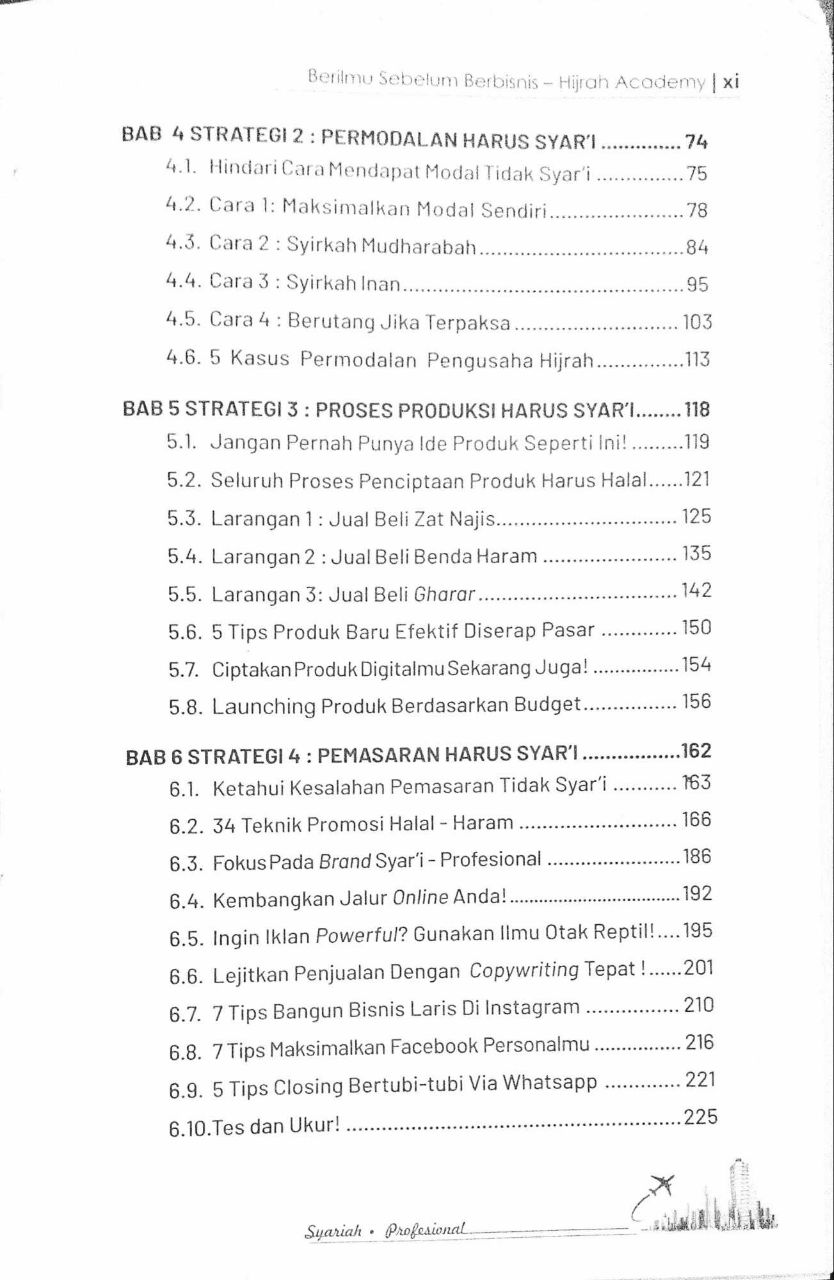 Berilmu Sebelum Berbisnis – Hijrah Academy | xi
BAB 4 STRATEGI 2 : PERMODALAN HARUS SYAR'I .............. 74
4.1. Hindari Cara Mendapat Modal Tidak Syar'i ............... 75
4.2. Cara 1: Maksimalkan Modal Sendiri....................... 78
4.3. Cara 2 : Syirkah Mudharabah................................... 84
4.4. Cara 3 : Syirkah Inan................................................ 95
4.5. Cara 4 : Berutang Jika Terpaksa............................ 103
4.6. 5 Kasus Permodalan Pengusaha Hijrah...............113
BAB 5 STRATEGI 3 : PROSES PRODUKSI HARUS SYAR'I........118
5.1. Jangan Pernah Punya Ide Produk Seperti Ini! .........119
5.2. Seluruh Proses Penciptaan Produk Harus Halal......121
5.3. Larangan 1 : Jual Beli Zat Najis............................... 125
5.4. Larangan 2 : Jual Beli Benda Haram ....................... 135
5.5. Larangan 3: Jual Beli Gharar.................................. 142
5.6. 5 Tips Produk Baru Efektif Diserap Pasar ............. 150
5.7. Ciptakan Produk Digitalmu Sekarang Juga! ...............154
5.8. Launching Produk Berdasarkan Budget................ 156
BAB 6 STRATEGI 4 : PEMASARAN HARUS SYAR'I ..................162
6.1. Ketahui Kesalahan Pemasaran Tidak Syar'i ........... 163
6.2. 34 Teknik Promosi Halal - Haram ........................... 166
6.3. Fokus Pada Brand Syar'i - Profesional .......................186
6.4. Kembangkan Jalur Online Anda!..................................192
6.5. Ingin Iklan Powerful? Gunakan Ilmu Otak Reptil!....195
6.6. Lejitkan Penjualan Dengan Copywriting Tepat !......201
6.7. 7 Tips Bangun Bisnis Laris Di Instagram ................ 210
6.8. 7 Tips Maksimalkan Facebook Personalmu ............... 216
6.9. 5 Tips Closing Bertubi-tubi Via Whatsapp ............. 221
6.10.Tes dan Ukur! .........................................................225
Syariah • Profesional